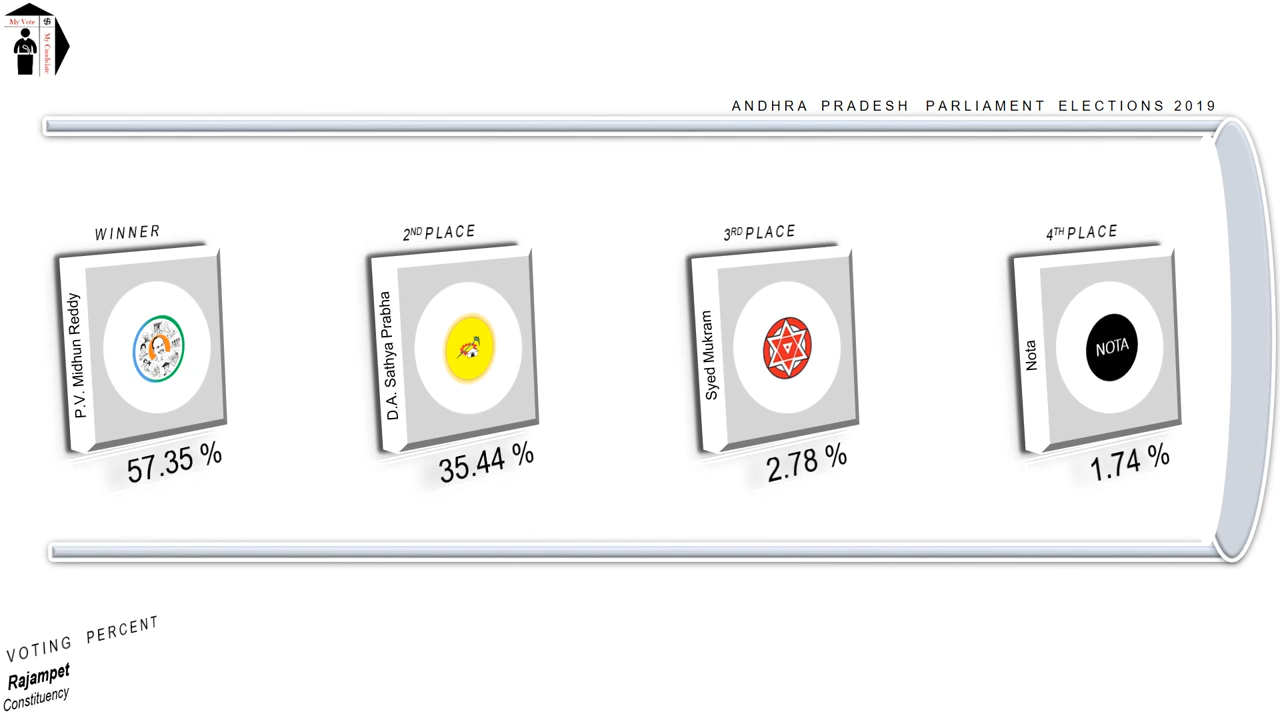 My Vote
My Candidate
ANDHRA PRADESH PARLIAMENT ELECTIONS 2019
WINNER
2ND PLACE
3RD PLACE
4TH PLACE
P.V. Midhun Reddy
D.A. Sathya Prabha
Syed Mukram
Nota
NOTA
57.35 %
35.44 %
2.78 %
1.74 %
VOTING PERCENT
Rajampet
Constituency